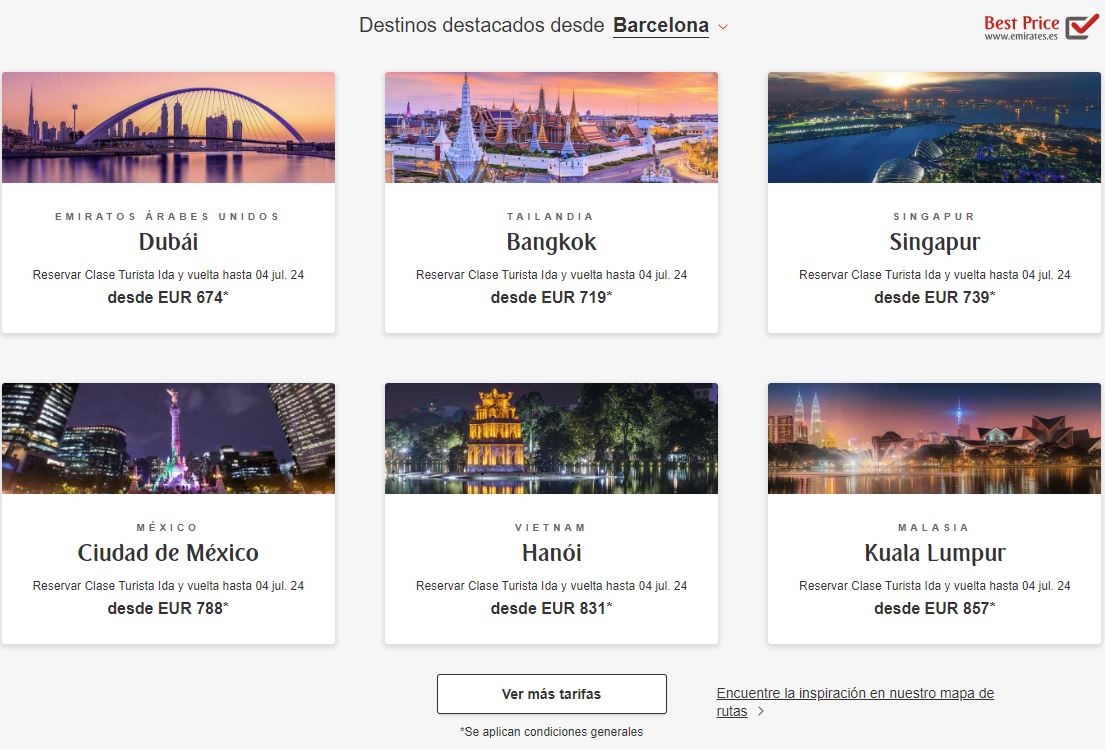 Destinos destacados desde Barcelona
Best Price
www.emirates.es
EMIRATOS ÁRABES UNIDOS
Dubái
Reservar Clase Turista Ida y vuelta hasta 04 jul. 24
desde EUR 674*
TAILANDIA
Bangkok
Reservar Clase Turista Ida y vuelta hasta 04 jul. 24
desde EUR 719*
SINGAPUR
Singapur
Reservar Clase Turista Ida y vuelta hasta 04 jul. 24
desde EUR 739*
MÉXICO
Ciudad de México
Reservar Clase Turista Ida y vuelta hasta 04 jul. 24
desde EUR 788*
VIETNAM
Hanói
Reservar Clase Turista Ida y vuelta hasta 04 jul. 24
desde EUR 831*
MALASIA
Kuala Lumpur
Reservar Clase Turista Ida y vuelta hasta 04 jul. 24
desde EUR 857*
Ver más tarifas
*Se aplican condiciones generales
Encuentre la inspiración en nuestro mapa de
rutas